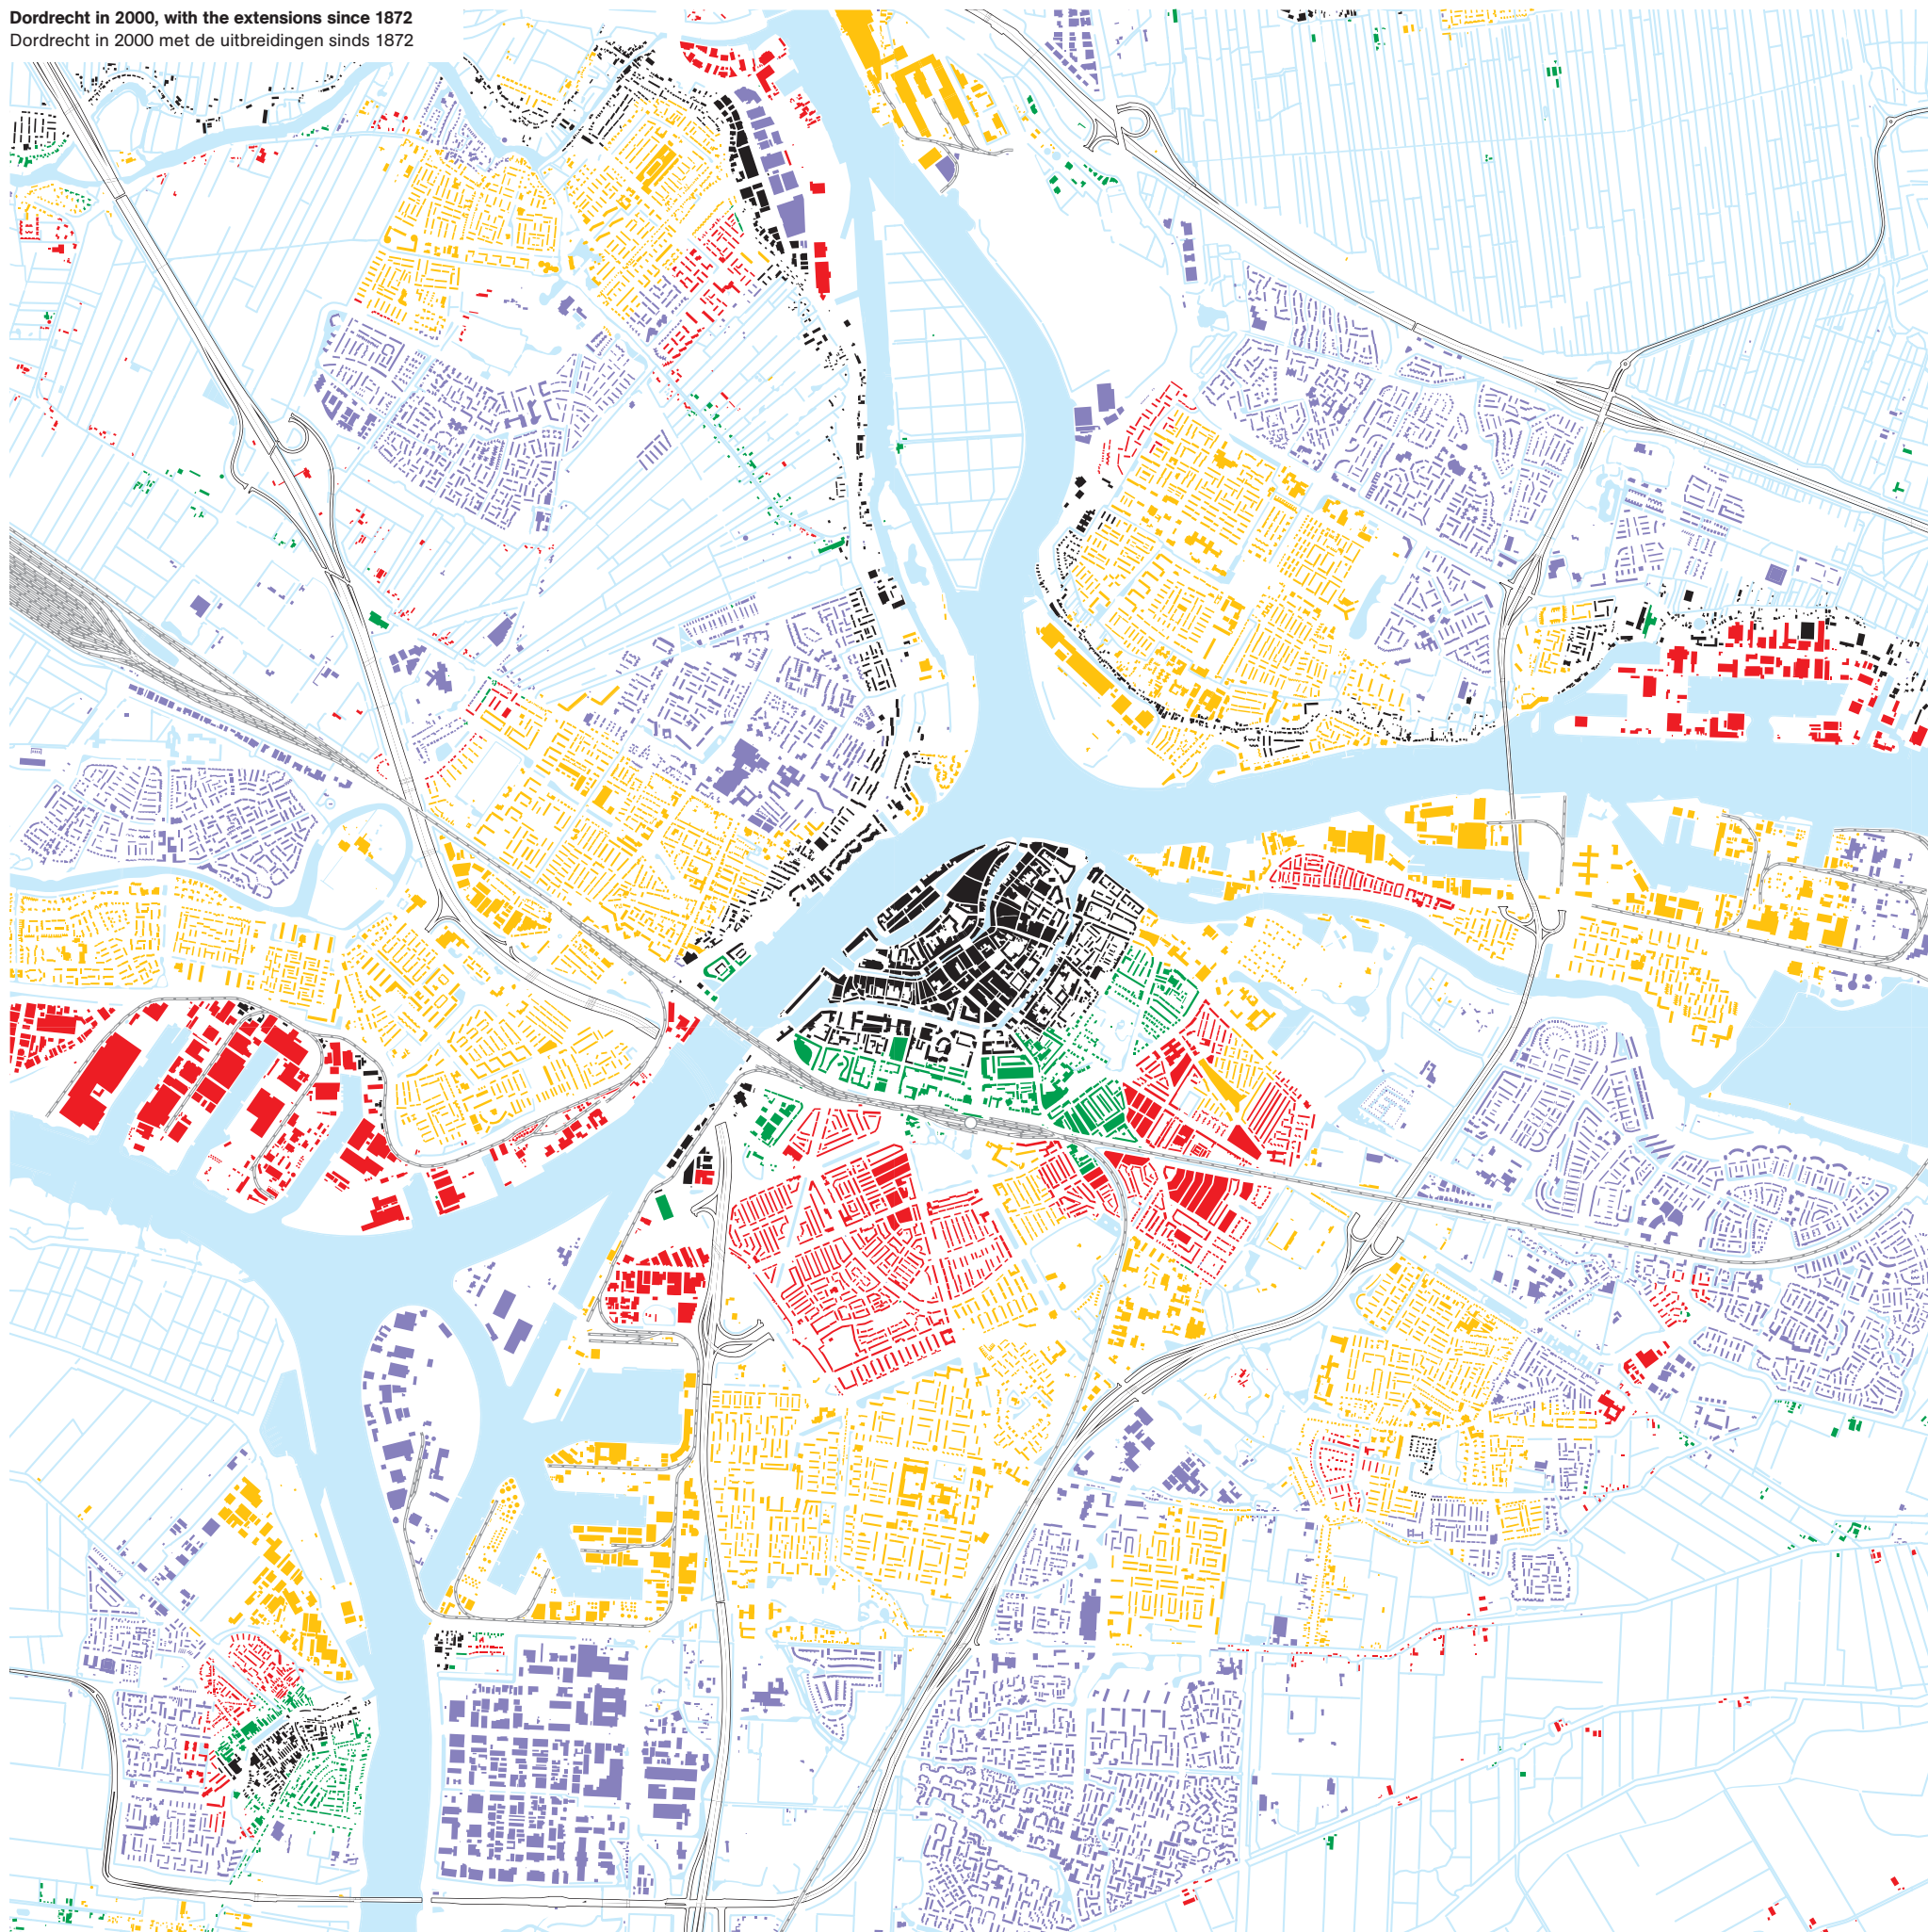 Dordrecht in 2000, with the extensions since 1872
Dordrecht in 2000 met de uitbreidingen sinds 1872